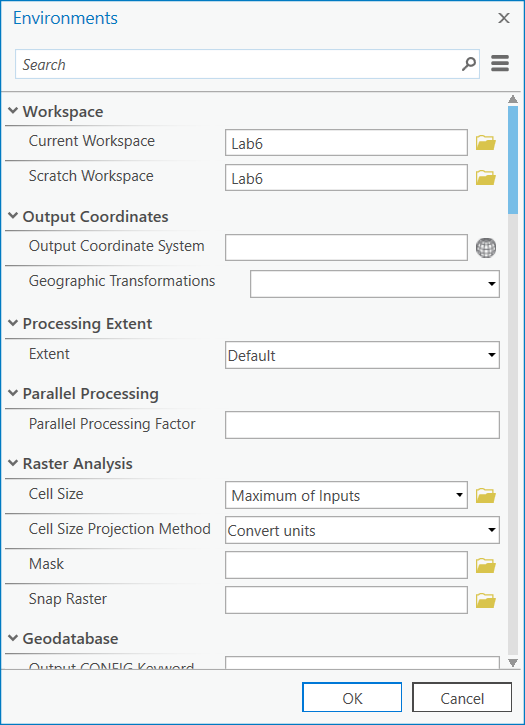 Environments
Search
Workspace
Current Workspace Lab6
Scratch Workspace Lab6
Output Coordinates
Output Coordinate System
Geographic Transformations
Processing Extent
Extent Default
Parallel Processing
Parallel Processing Factor
Raster Analysis
Cell Size Maximum of Inputs
Cell Size Projection Method Convert units
Mask
Snap Raster
Geodatabase
Output CONFIG Keyword
OK Cancel